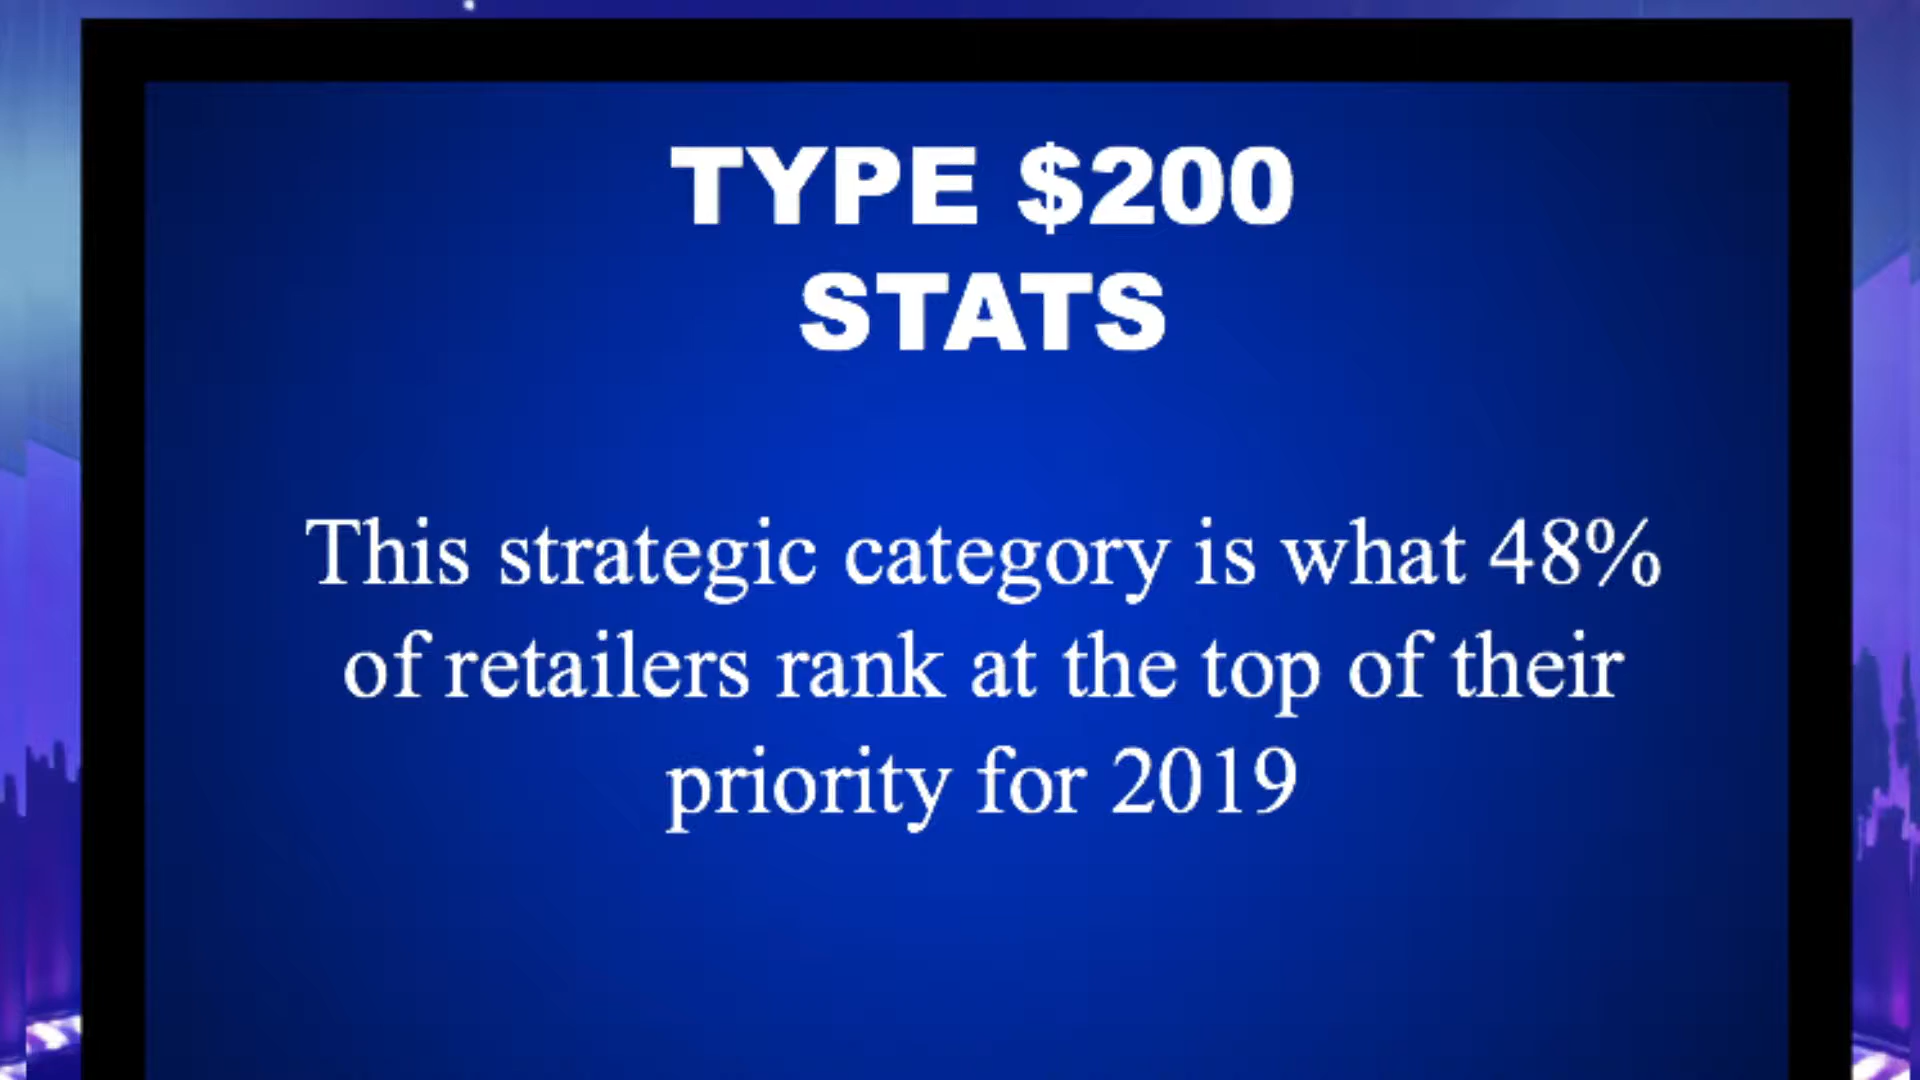 TYPE $200
STATS
This strategic category is what 48%
of retailers rank at the top of their
priority for 2019